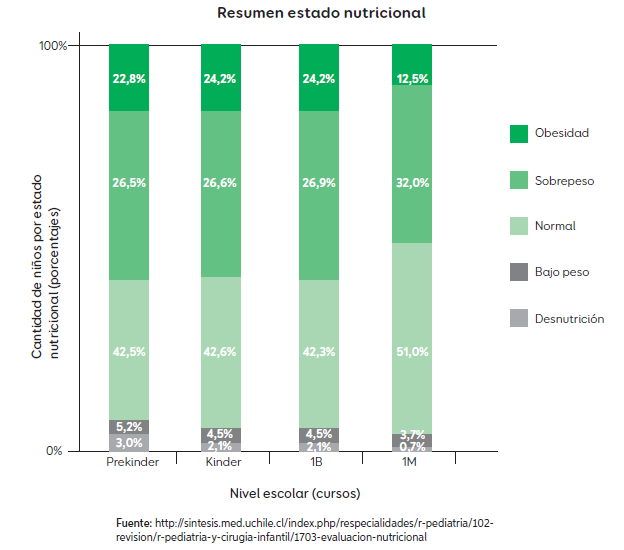 Resumen estado nutricional
100%
22,8% 24,2% 24,2% 12,5%
Obesidad
26,5% 26,6% 26,9% 32,0%
Sobrepeso
Normal
Cantidad de niños por estado
nutricional (porcentajes)
Bajo peso
Desnutrición
42,5% 42,6% 42,3% 51,0%
5,2% 4,5% 4,5% 3,7%
3,0% 2,1% 2,1% 0,7%
0%
Prekinder Kinder 1B 1M
Nivel escolar (cursos)
Fuente: http://sintesis.med.uchile.cl/index.php/respecialidades/r-pediatria/102-
revision/r-pediatria-y-cirugia-infantil/1703-evaluacion-nutricional